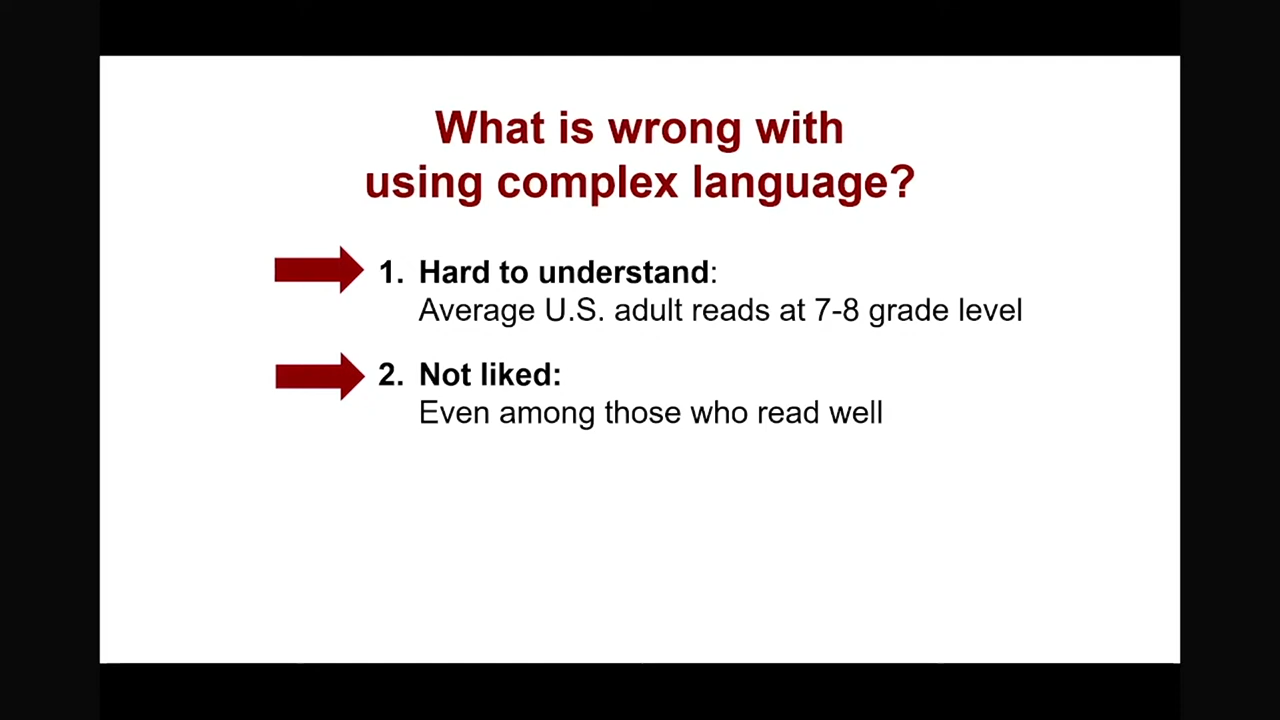 What is wrong with
using complex language?
1. Hard to understand:
Average U.S. adult reads at 7-8 grade level
2. Not liked:
Even among those who read well